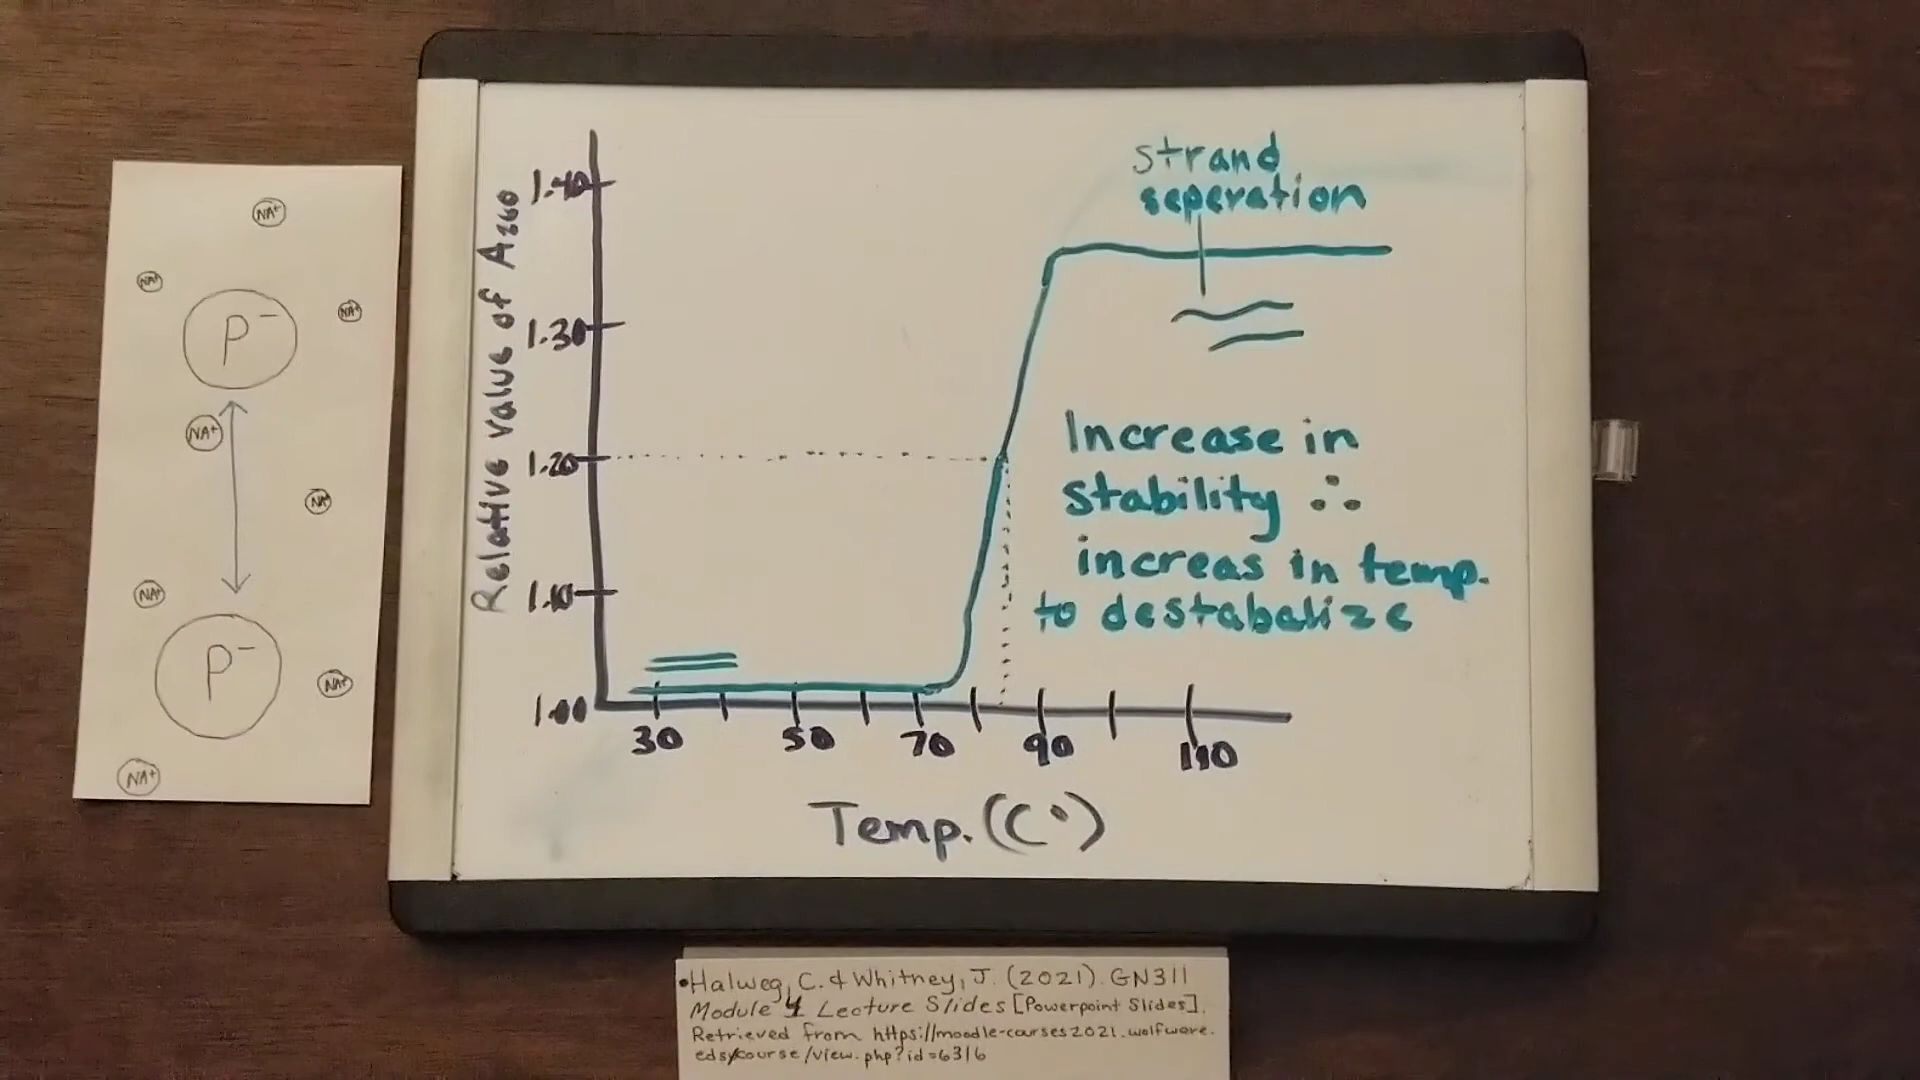 NA+
NA+
P-
NA+
NA+
NA+
NA+
P-
NA+
NA+
Relative value of A260
1.40
1.30
1.20
1.10
1.00
30
50
70
90
110
Temp. (C°)
strand
seperation
Increase in
stability ∴
increas in temp.
to destabalize
•Halweg, C. & Whitney, J. (2021). GN311
Module 4 Lecture Slides [Powerpoint Slides].
Retrieved from https://moodle-courses2021.wolfware.
eds/course/view.php?id=6316